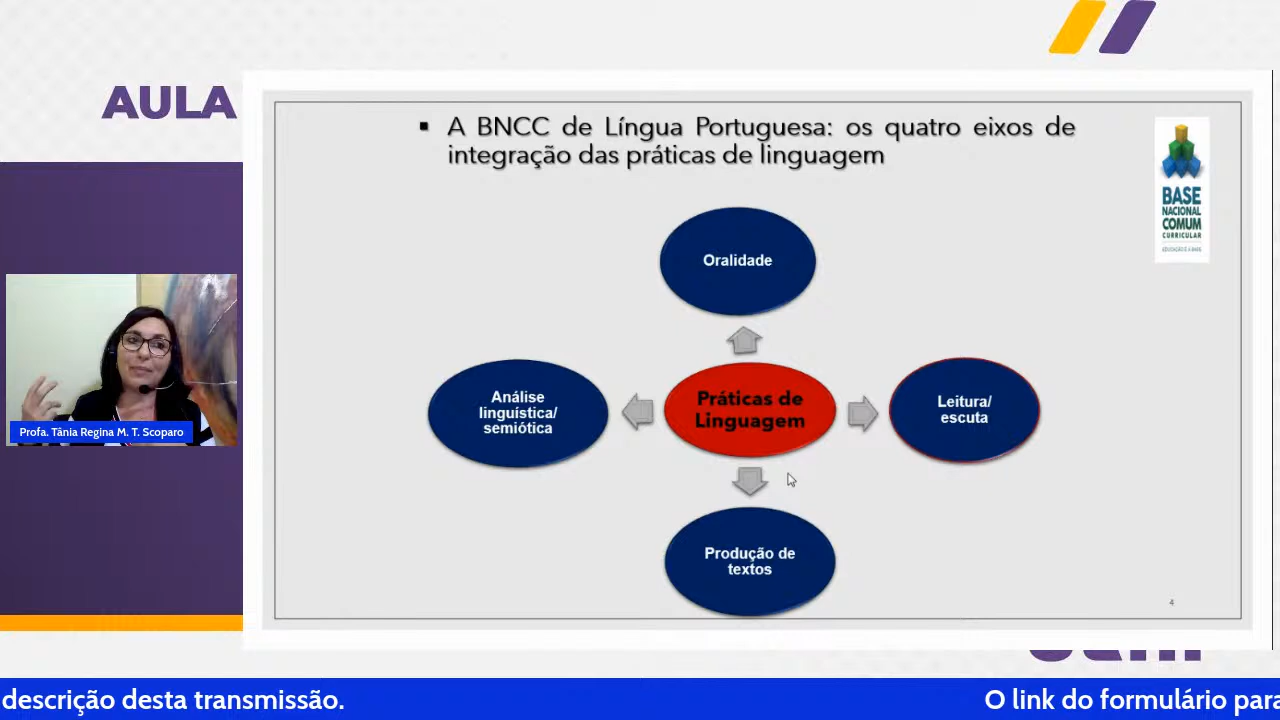 AULA
▪ A BNCC de Língua Portuguesa: os quatro eixos de
integração das práticas de linguagem
BASE
NACIONAL
COMUM
CURRICULAR
EDUCAÇÃO É A BASE
Oralidade
Análise
linguística/
semiótica
Práticas de
Linguagem
Leitura/
escuta
Produção de
textos
Profa. Tânia Regina M. T. Scoparo
4
descrição desta transmissão.
O link do formulário para